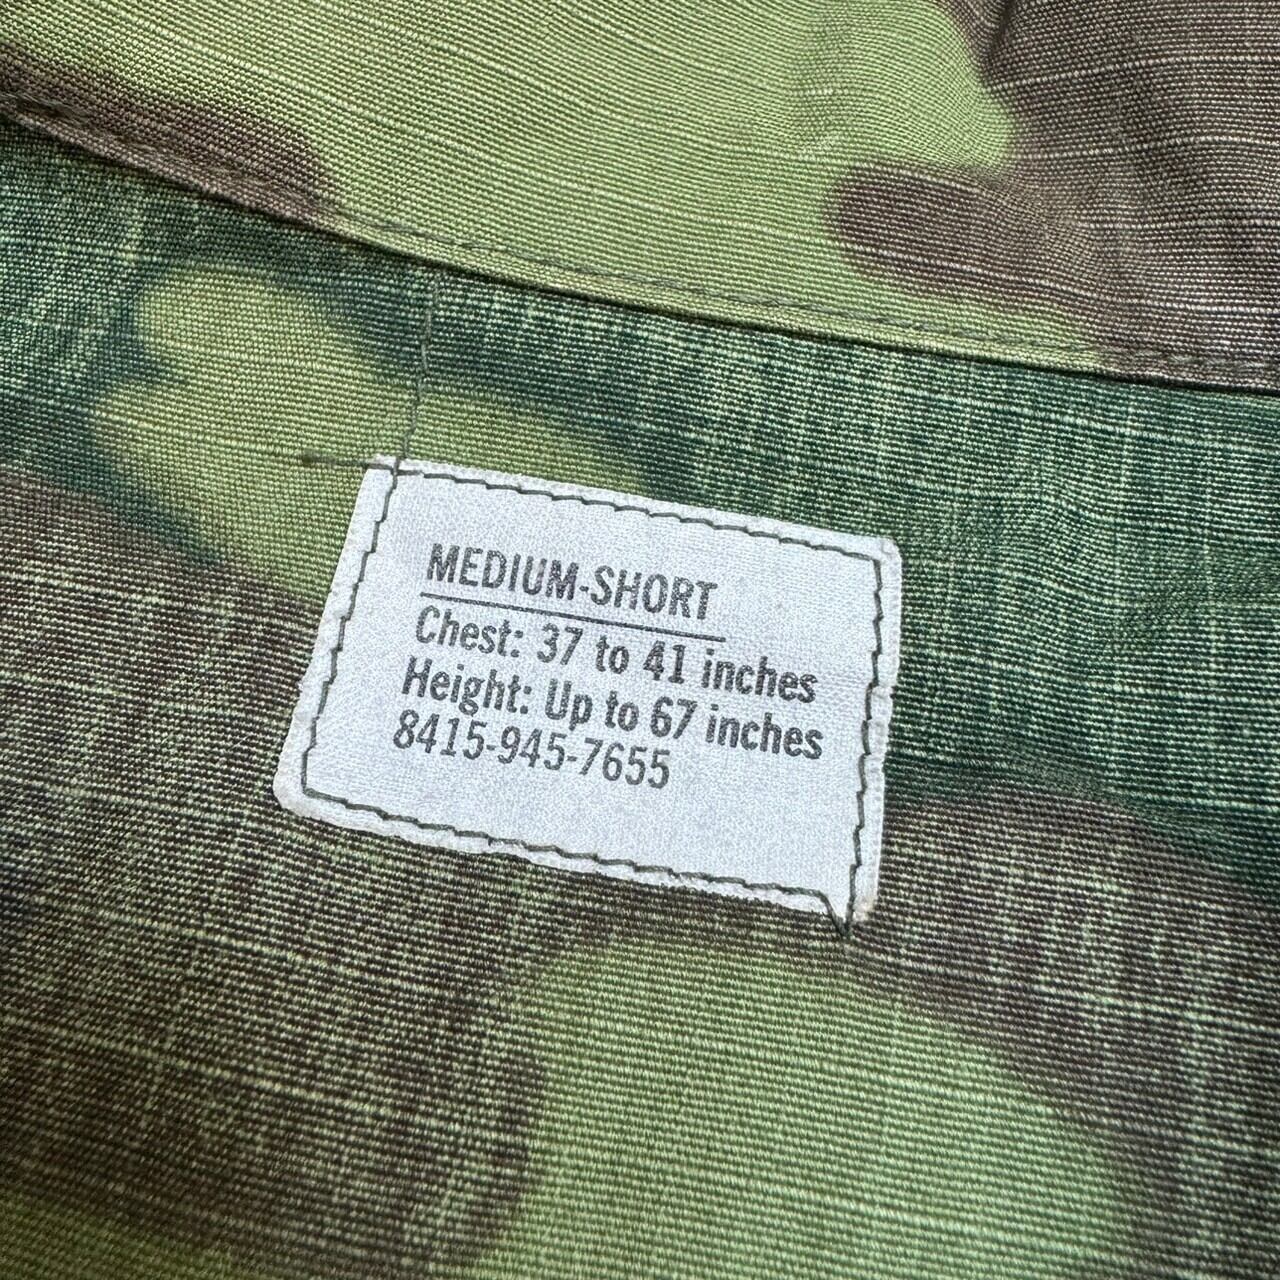 MEDIUM-SHORT
Chest: 37 to 41 inches
Height: Up to 67 inches
8415-945-7655